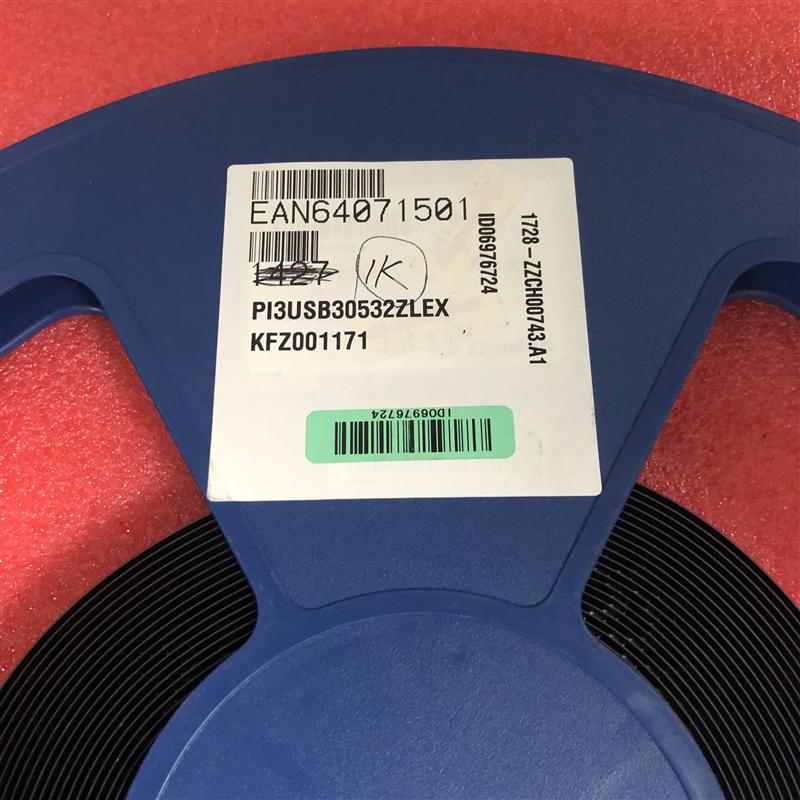 EAN64071501
1427
1K
PI3USB30532ZLEX
KFZ001171
ID06976724
1728-ZZCH00743.A1
ID06976724